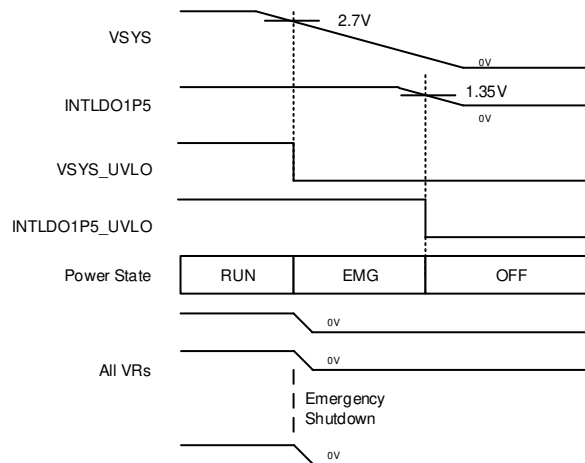 VSYS
2.7V
0V
INTLDO1P5
1.35V
0V
VSYS_UVLO
INTLDO1P5_UVLO
Power State RUN EMG OFF
0V
All VRs
0V
Emergency
Shutdown
0V